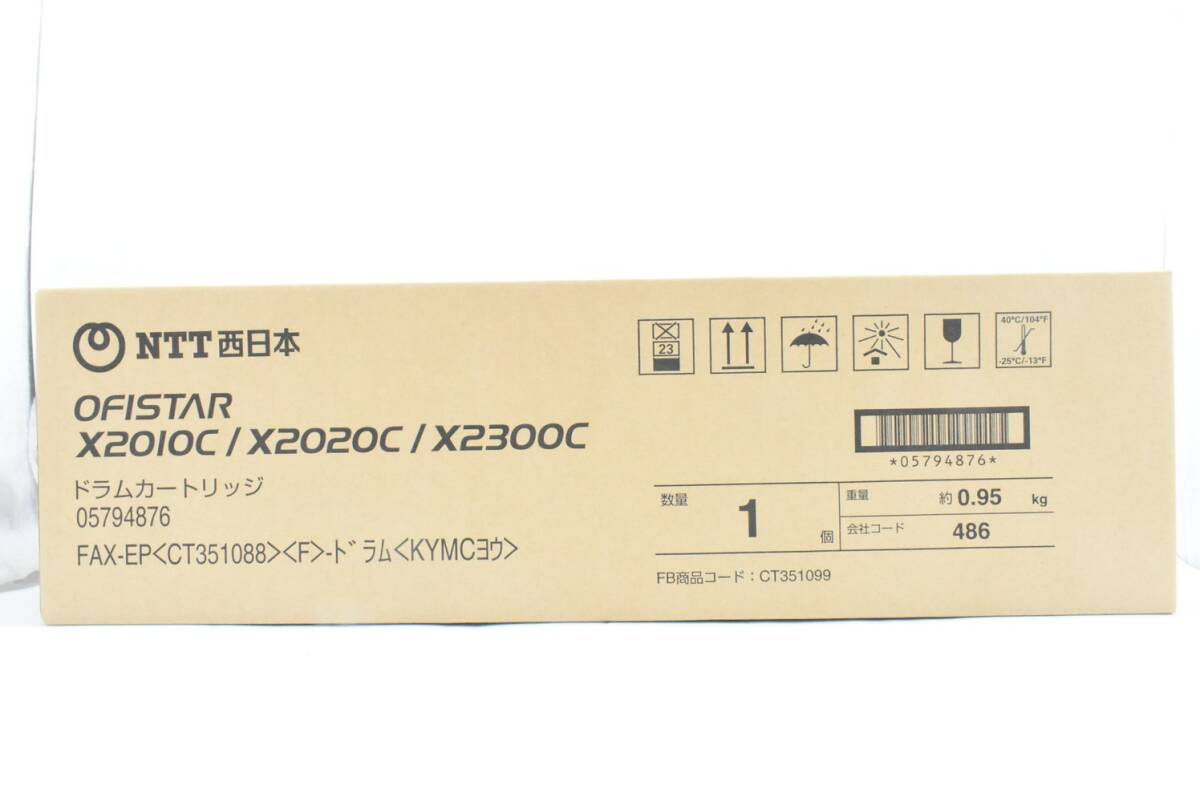 NTT西日本
OFISTAR
X2010C / X2020C / X2300C
ドラムカートリッジ
05794876
FAX-EP<CT351088><F>-ドラム<KYMCヨウ>
23
40°C/104°F
-25°C/-13°F
*05794876*
数量 1 個
重量 約 0.95 kg
会社コード 486
FB商品コード：CT351099